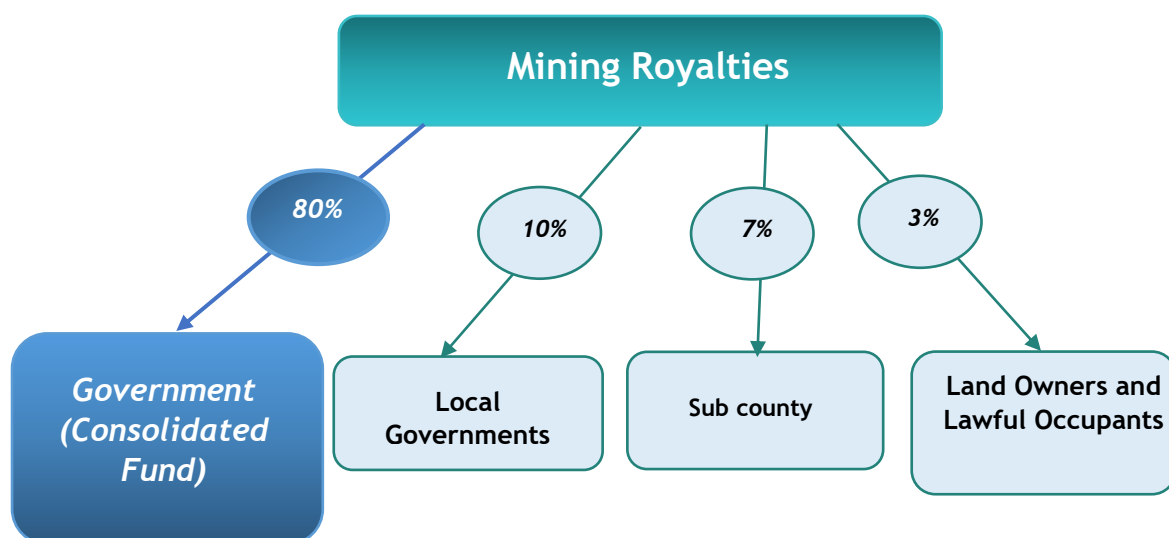 Mining Royalties
80%
10%
7%
3%
Government
(Consolidated
Fund)
Local
Governments
Sub county
Land Owners and
Lawful Occupants